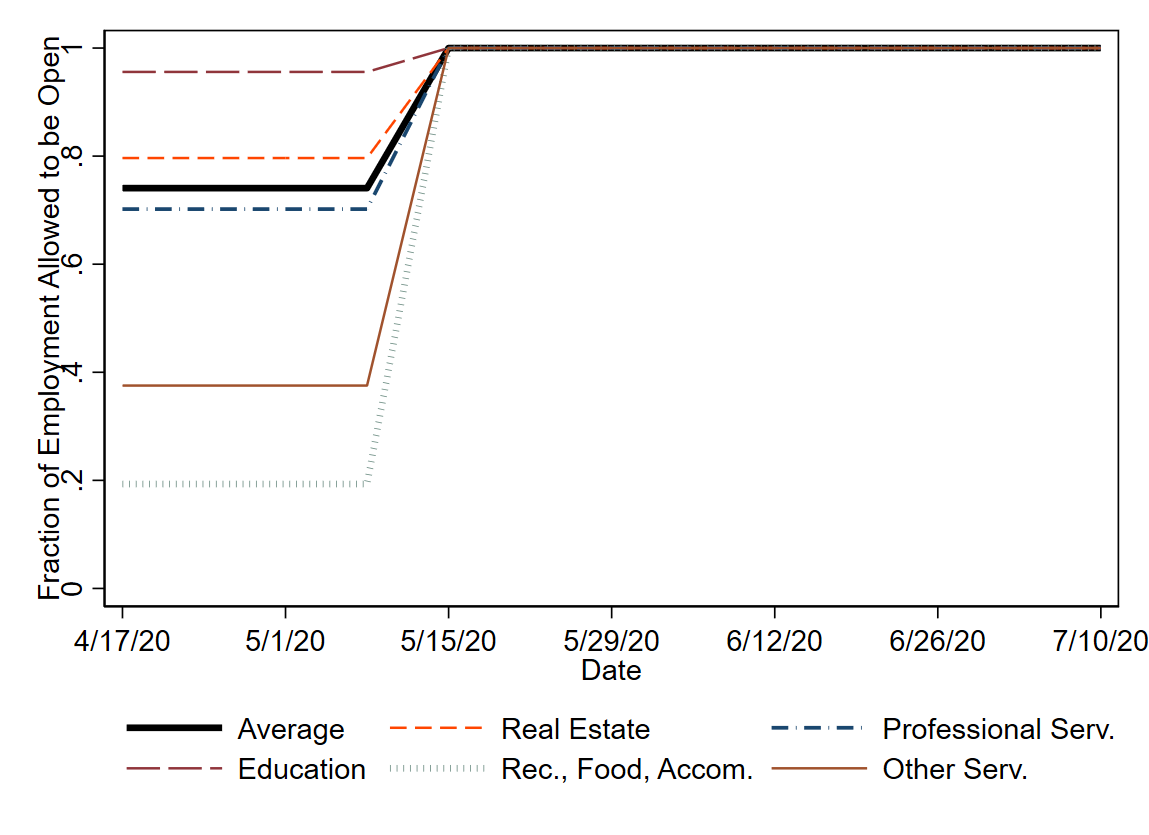 Fraction of Employment Allowed to be Open
1
.8
.6
.4
.2
0
4/17/20 5/1/20 5/15/20 5/29/20 6/12/20 6/26/20 7/10/20
Date
Average Real Estate Professional Serv.
Education Rec., Food, Accom. Other Serv.